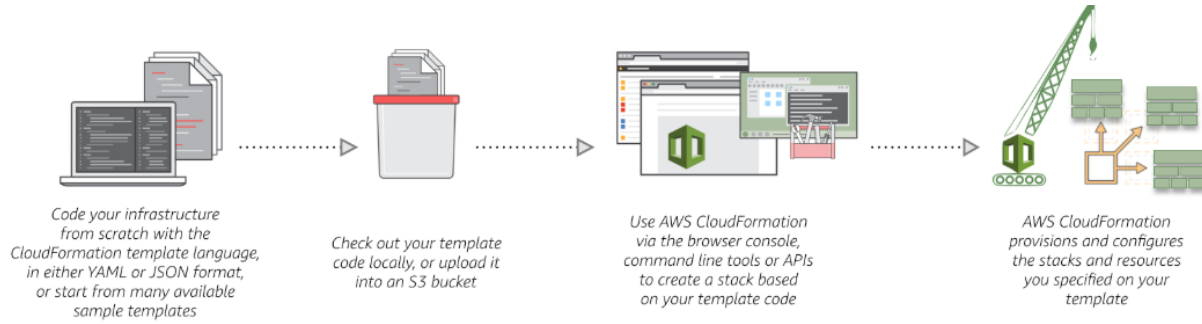 Code your infrastructure
from scratch with the
CloudFormation template language,
in either YAML or JSON format,
or start from many available
sample templates
Check out your template
code locally, or upload it
into an S3 bucket
Use AWS CloudFormation
via the browser console,
command line tools or APIs
to create a stack based
on your template code
AWS CloudFormation
provisions and configures
the stacks and resources
you specified on your
template